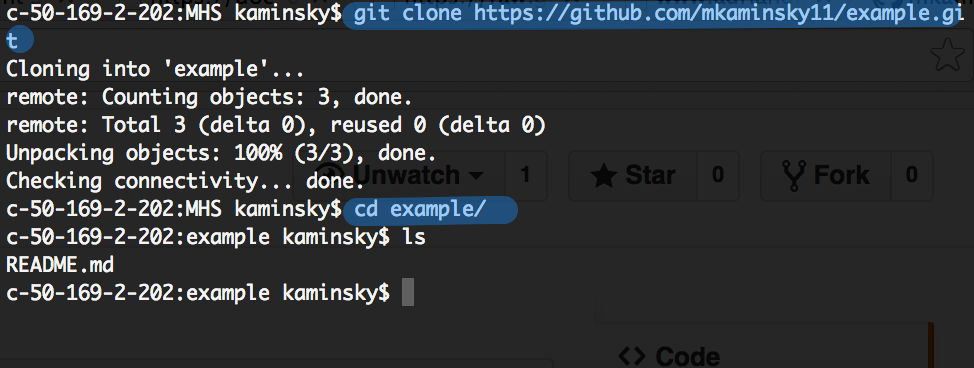 c-50-169-2-202:MHS kaminsky$ git clone https://github.com/mkaminsky11/example.gi
t
Cloning into 'example'...
remote: Counting objects: 3, done.
remote: Total 3 (delta 0), reused 0 (delta 0)
Unpacking objects: 100% (3/3), done.
Checking connectivity... done.
Unwatch 1 Star 0 Fork 0
c-50-169-2-202:MHS kaminsky$ cd example/
c-50-169-2-202:example kaminsky$ ls
README.md
c-50-169-2-202:example kaminsky$
<> Code